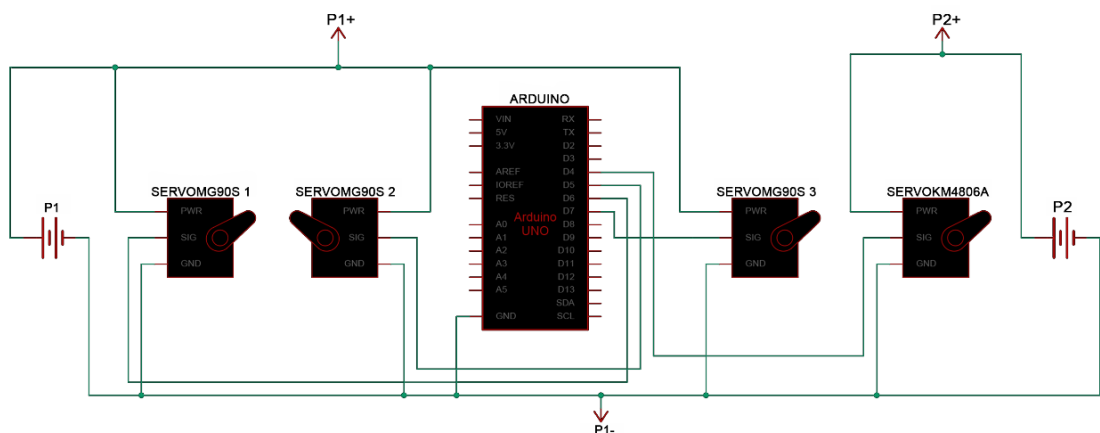 P1+
P2+
ARDUINO
VIN
5V
3.3V
AREF
IOREF
RES
A0
A1
A2
A3
A4
A5
GND
Arduino
UNO
RX
TX
D2
D3
D4
D5
D6
D7
D8
D9
D10
D11
D12
D13
SDA
SCL
P1
SERVOMG90S 1
PWR
SIG
GND
SERVOMG90S 2
PWR
SIG
GND
SERVOMG90S 3
PWR
SIG
GND
SERVOKM4806A
PWR
SIG
GND
P2
P1-